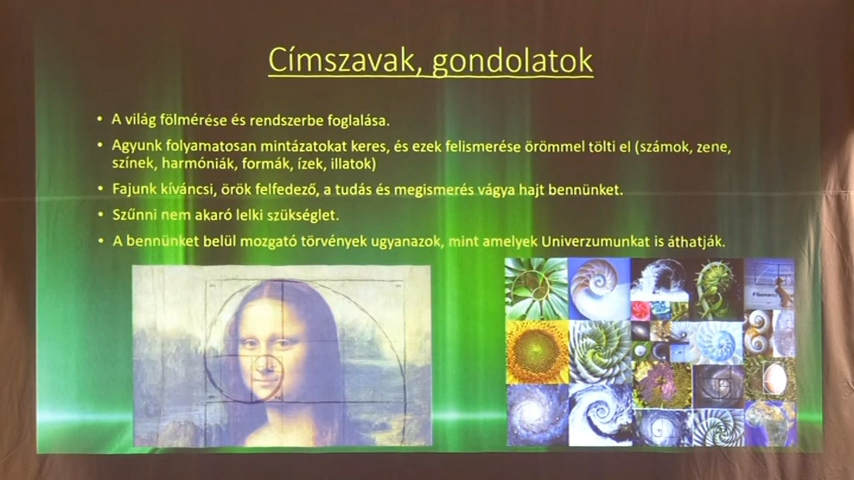 Címszavak, gondolatok
• A világ fölmérése és rendszerbe foglalása.
• Agyunk folyamatosan mintázatokat keres, és ezek felismerése örömmel tölti el (számok, zene,
színek, harmóniák, formák, ízek, illatok)
• Fajunk kíváncsi, örök felfedező, a tudás és megismerés vágya hajt bennünket.
• Szűnni nem akaró lelki szükséglet.
• A bennünket belül mozgató törvények ugyanazok, mint amelyek Univerzumunkat is áthatják.
Fibonacci